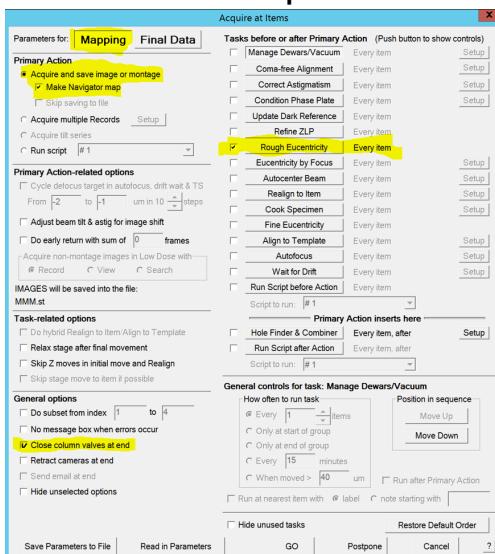 Acquire at Items
X
Parameters for: Mapping Final Data
Primary Action
Acquire and save image or montage
Make Navigator map
Skip saving to file
Acquire multiple Records Setup
Acquire tilt series
Run script # 1
Primary Action-related options
Cycle defocus target in autofocus, drift wait & TS
From -2 to -1 um in 10 steps
Adjust beam tilt & astig for image shift
Do early return with sum of 0 frames
Acquire non-montage images in Low Dose with
Record View Search
IMAGES will be saved into the file:
MMM.st
Task-related options
Do hybrid Realign to Item/Align to Template
Relax stage after final movement
Skip Z moves in initial move and Realign
Skip stage move to item if possible
General options
Do subset from index 1 to 4
No message box when errors occur
Close column valves at end
Retract cameras at end
Send email at end
Hide unselected options
Tasks before or after Primary Action (Push button to show controls)
Manage Dewars/Vacuum Every item Setup
Coma-free Alignment Every item Setup
Correct Astigmatism Every item Setup
Condition Phase Plate Every item Setup
Update Dark Reference Every item
Refine ZLP Every item
Rough Eucentricity Every item
Eucentricity by Focus Every item Setup
Autocenter Beam Every item Setup
Realign to Item Every item Setup
Cook Specimen Every item Setup
Fine Eucentricity Every item
Align to Template Every item Setup
Autofocus Every item Setup
Wait for Drift Every item Setup
Run Script before Action Every item
Script to run: # 1
Primary Action inserts here
Hole Finder & Combiner Every item, after Setup
Run Script after Action Every item, after
Script to run: # 1
General controls for task: Manage Dewars/Vacuum
How often to run task
Every 1 items
Only at start of group
Only at end of group
Every 15 minutes
When moved > 40 um
Position in sequence
Move Up
Move Down
Run after Primary Action
Run at nearest item with label note starting with
Hide unused tasks Restore Default Order
Save Parameters to File Read in Parameters GO Postpone Cancel ?